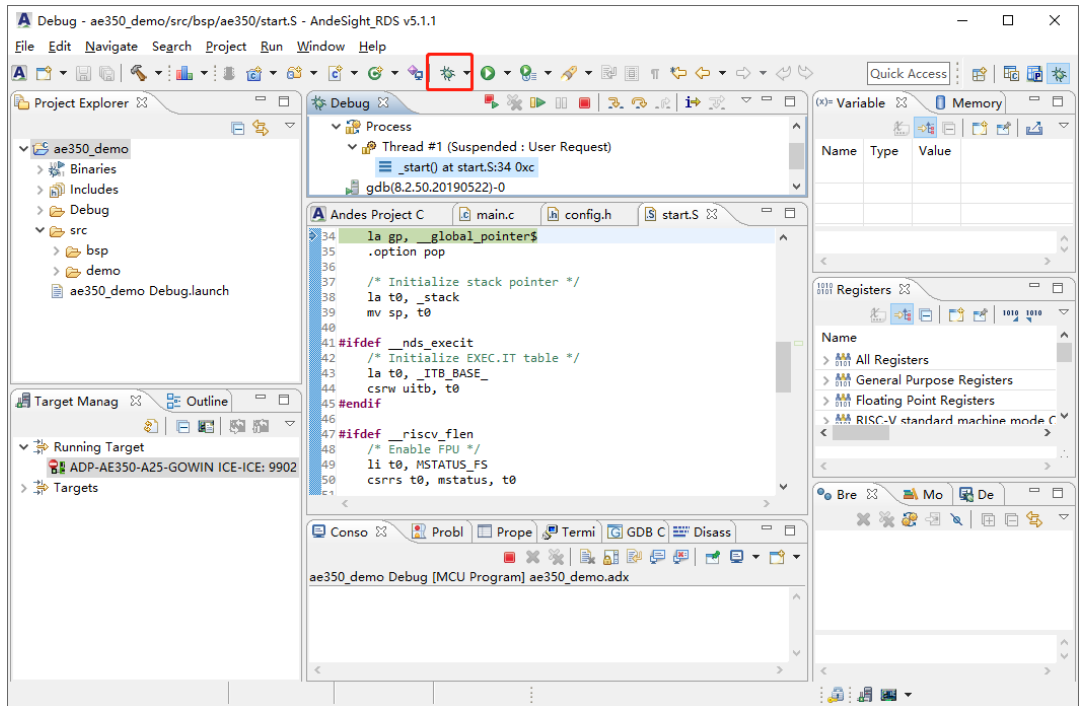 Debug - ae350_demo/src/bsp/ae350/start.S - AndeSight_RDS v5.1.1
File Edit Navigate Search Project Run Window Help
Quick Access
Project Explorer
ae350_demo
Binaries
Includes
Debug
src
bsp
demo
ae350_demo Debug.launch
Target Manag Outline
Running Target
ADP-AE350-A25-GOWIN ICE-ICE: 9902
Targets
Debug
Process
Thread #1 (Suspended : User Request)
_start() at start.S:34 0xc
gdb(8.2.50.20190522)-0
Andes Project C main.c config.h start.S
34 la gp, __global_pointer$
35 .option pop
36
37 /* Initialize stack pointer */
38 la t0, _stack
39 mv sp, t0
40
41 #ifdef __nds_execit
42 /* Initialize EXEC.IT table */
43 la t0, _ITB_BASE_
44 csrw uitb, t0
45 #endif
46
47 #ifdef __riscv_flen
48 /* Enable FPU */
49 li t0, MSTATUS_FS
50 csrrs t0, mstatus, t0
51
Conso Probl Prope Termi GDB C Disass
ae350_demo Debug [MCU Program] ae350_demo.adx
(x)= Variable Memory
Name Type Value
Registers
Name
All Registers
General Purpose Registers
Floating Point Registers
RISC-V standard machine mode C
Bre Mo De